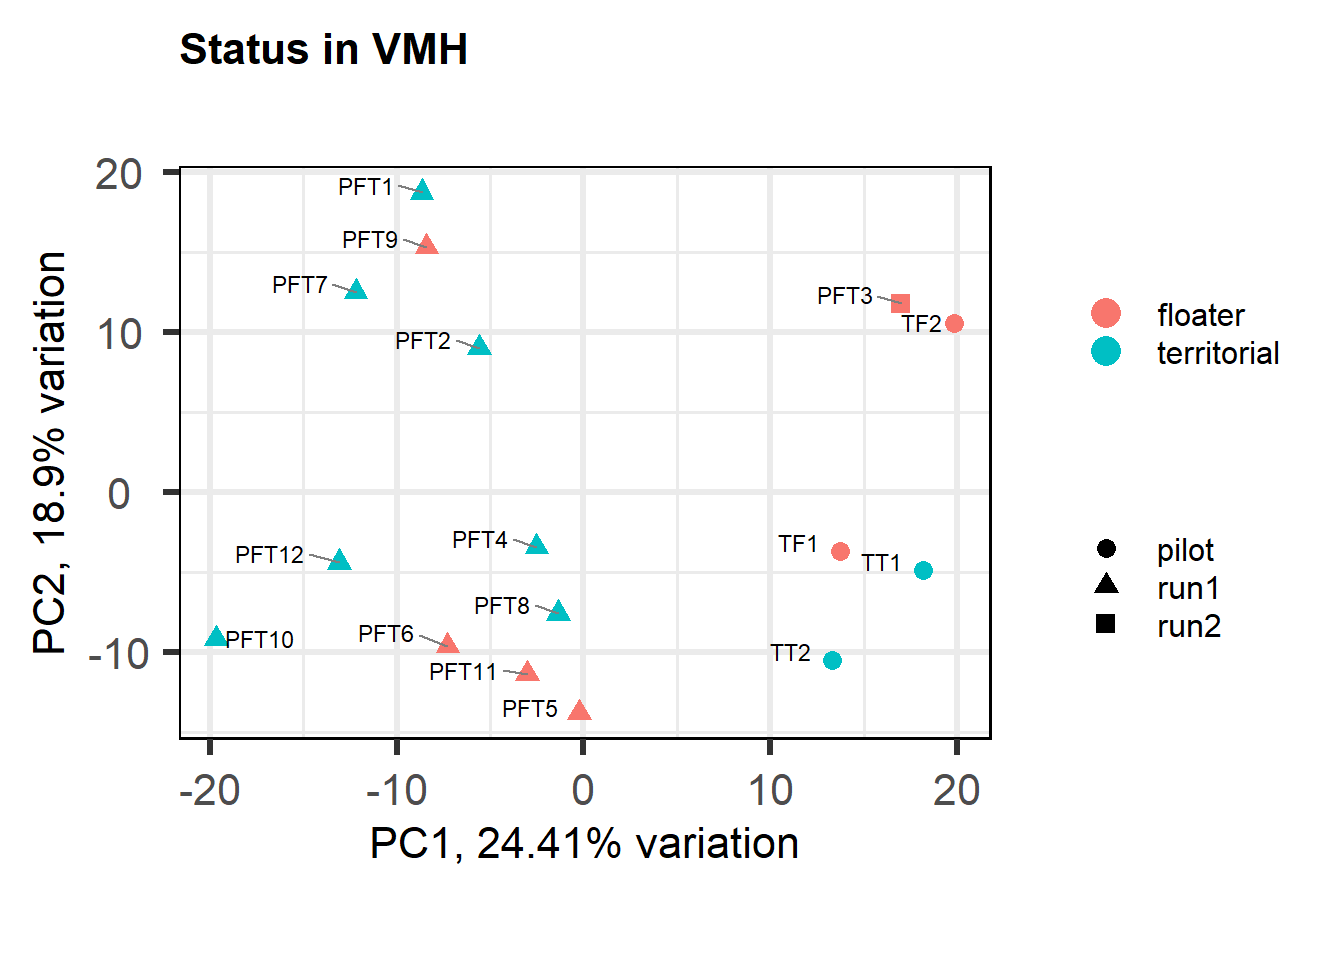 Status in VMH
20
10
0
-10
PC2, 18.9% variation
PFT1
PFT9
PFT7
PFT2
PFT3
TF2
PFT4
PFT12
TF1
TT1
PFT8
PFT10
PFT6
TT2
PFT11
PFT5
-20
-10
0
10
20
PC1, 24.41% variation
floater
territorial
pilot
run1
run2